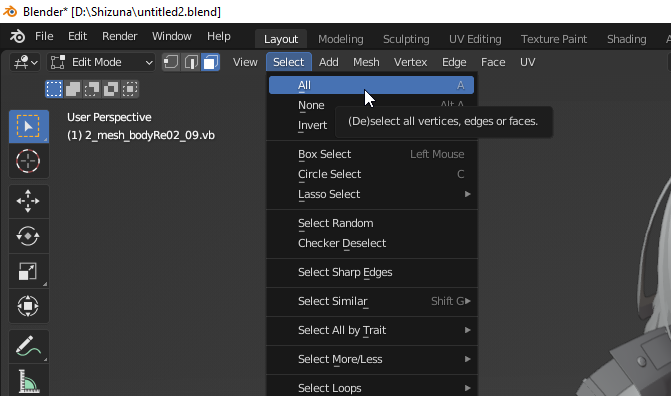 Blender* [D:\Shizuna\untitled2.blend]
File Edit Render Window Help Layout Modeling Sculpting UV Editing Texture Paint Shading
Edit Mode View Select Add Mesh Vertex Edge Face UV
User Perspective
(1) 2_mesh_bodyRe02_09.vb
All A
None Alt A
Invert
(De)select all vertices, edges or faces.
Box Select Left Mouse
Circle Select C
Lasso Select
Select Random
Checker Deselect
Select Sharp Edges
Select Similar Shift G
Select All by Trait
Select More/Less
Select Loops